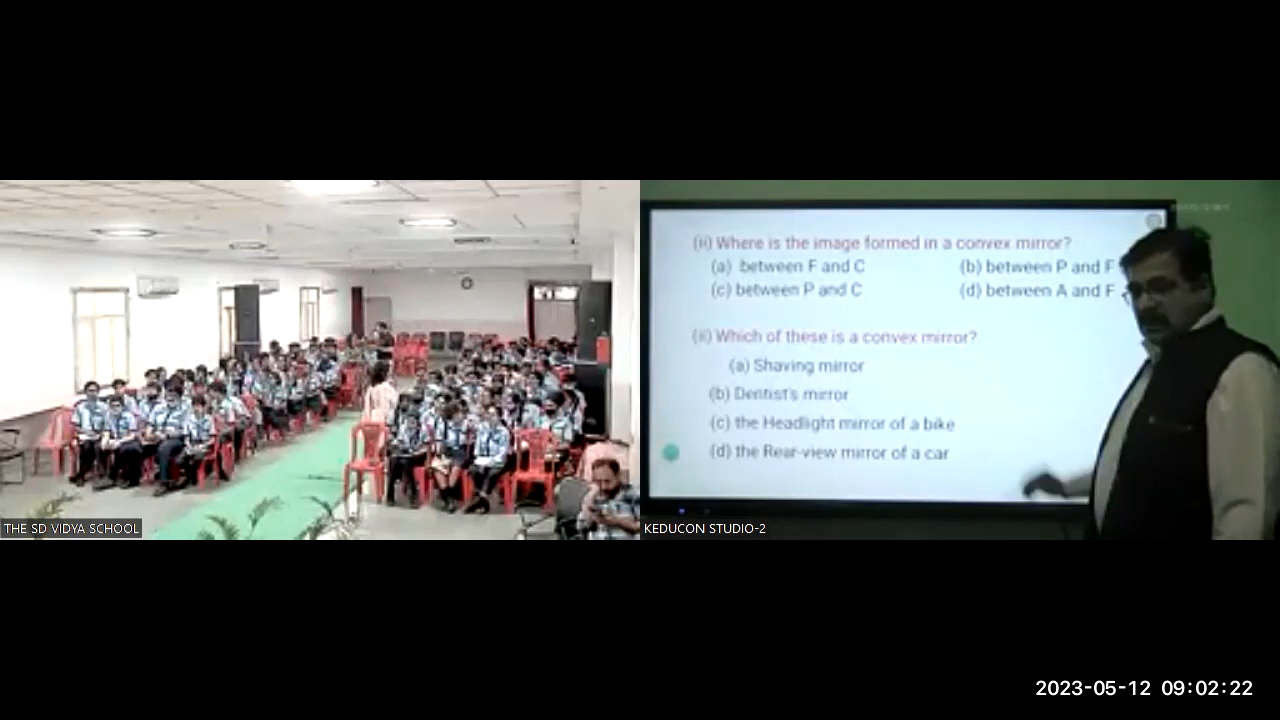 (ii) Where is the image formed in a convex mirror?
(a) between F and C (b) between P and F
(c) between P and C (d) between A and F
(ii) Which of these is a convex mirror?
(a) Shaving mirror
(b) Dentist's mirror
(c) the Headlight mirror of a bike
(d) the Rear-view mirror of a car
THE SD VIDYA SCHOOL
KEDUCON STUDIO-2
2023-05-12 09:02:22